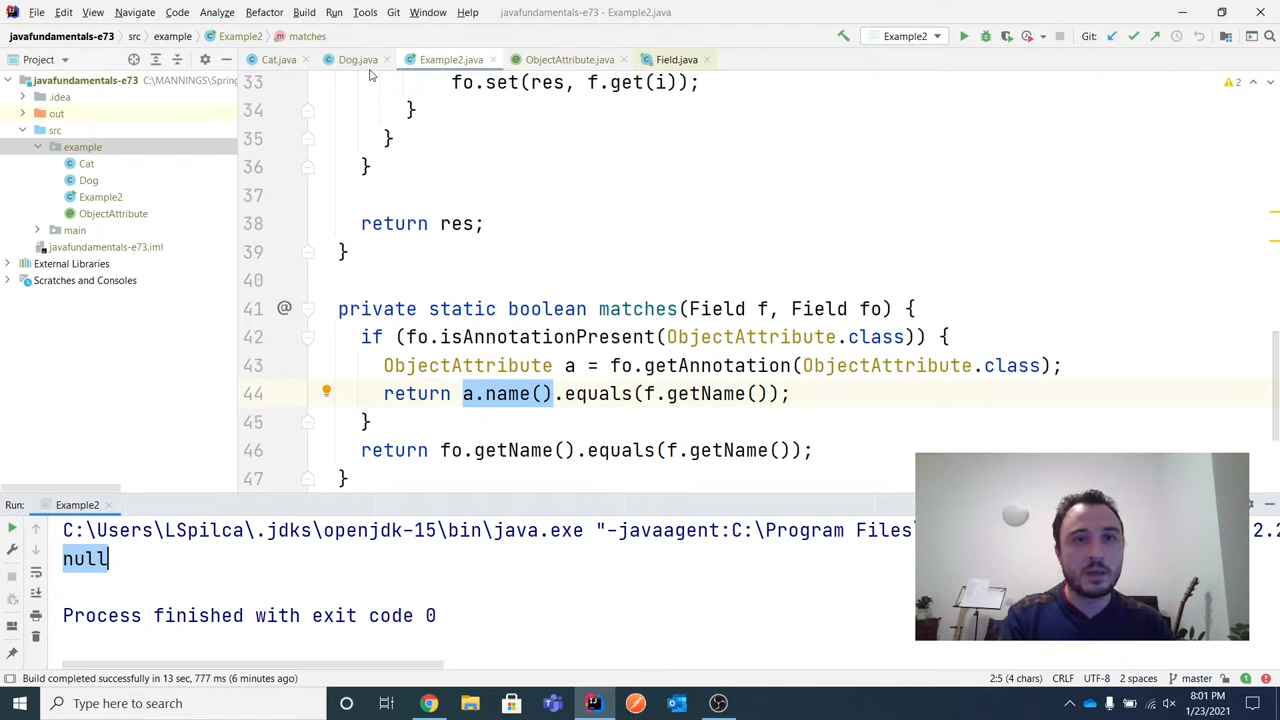 File Edit View Navigate Code Analyze Refactor Build Run Tools Git Window Help javafundamentals-e73 - Example2.java
javafundamentals-e73 src example Example2 matches Example2 Git:
Project Cat.java Dog.java Example2.java ObjectAttribute.java Field.java
javafundamentals-e73 C:\MANNINGS\Spring
.idea
out
src
example
Cat
Dog
Example2
ObjectAttribute
main
javafundamentals-e73.iml
External Libraries
Scratches and Consoles
2
33 fo.set(res, f.get(i));
34 }
35 }
36 }
37
38 return res;
39 }
40
41 @ private static boolean matches(Field f, Field fo) {
42 if (fo.isAnnotationPresent(ObjectAttribute.class)) {
43 ObjectAttribute a = fo.getAnnotation(ObjectAttribute.class);
44 return a.name().equals(f.getName());
45 }
46 return fo.getName().equals(f.getName());
47 }
Run: Example2
C:\Users\LSpilca\.jdks\openjdk-15\bin\java.exe "-javaagent:C:\Program Files\ 2.2
null
Process finished with exit code 0
Build completed successfully in 13 sec, 777 ms (6 minutes ago) 2:5 (4 chars) CRLF UTF-8 2 spaces master 1
Type here to search
8:01 PM
1/23/2021